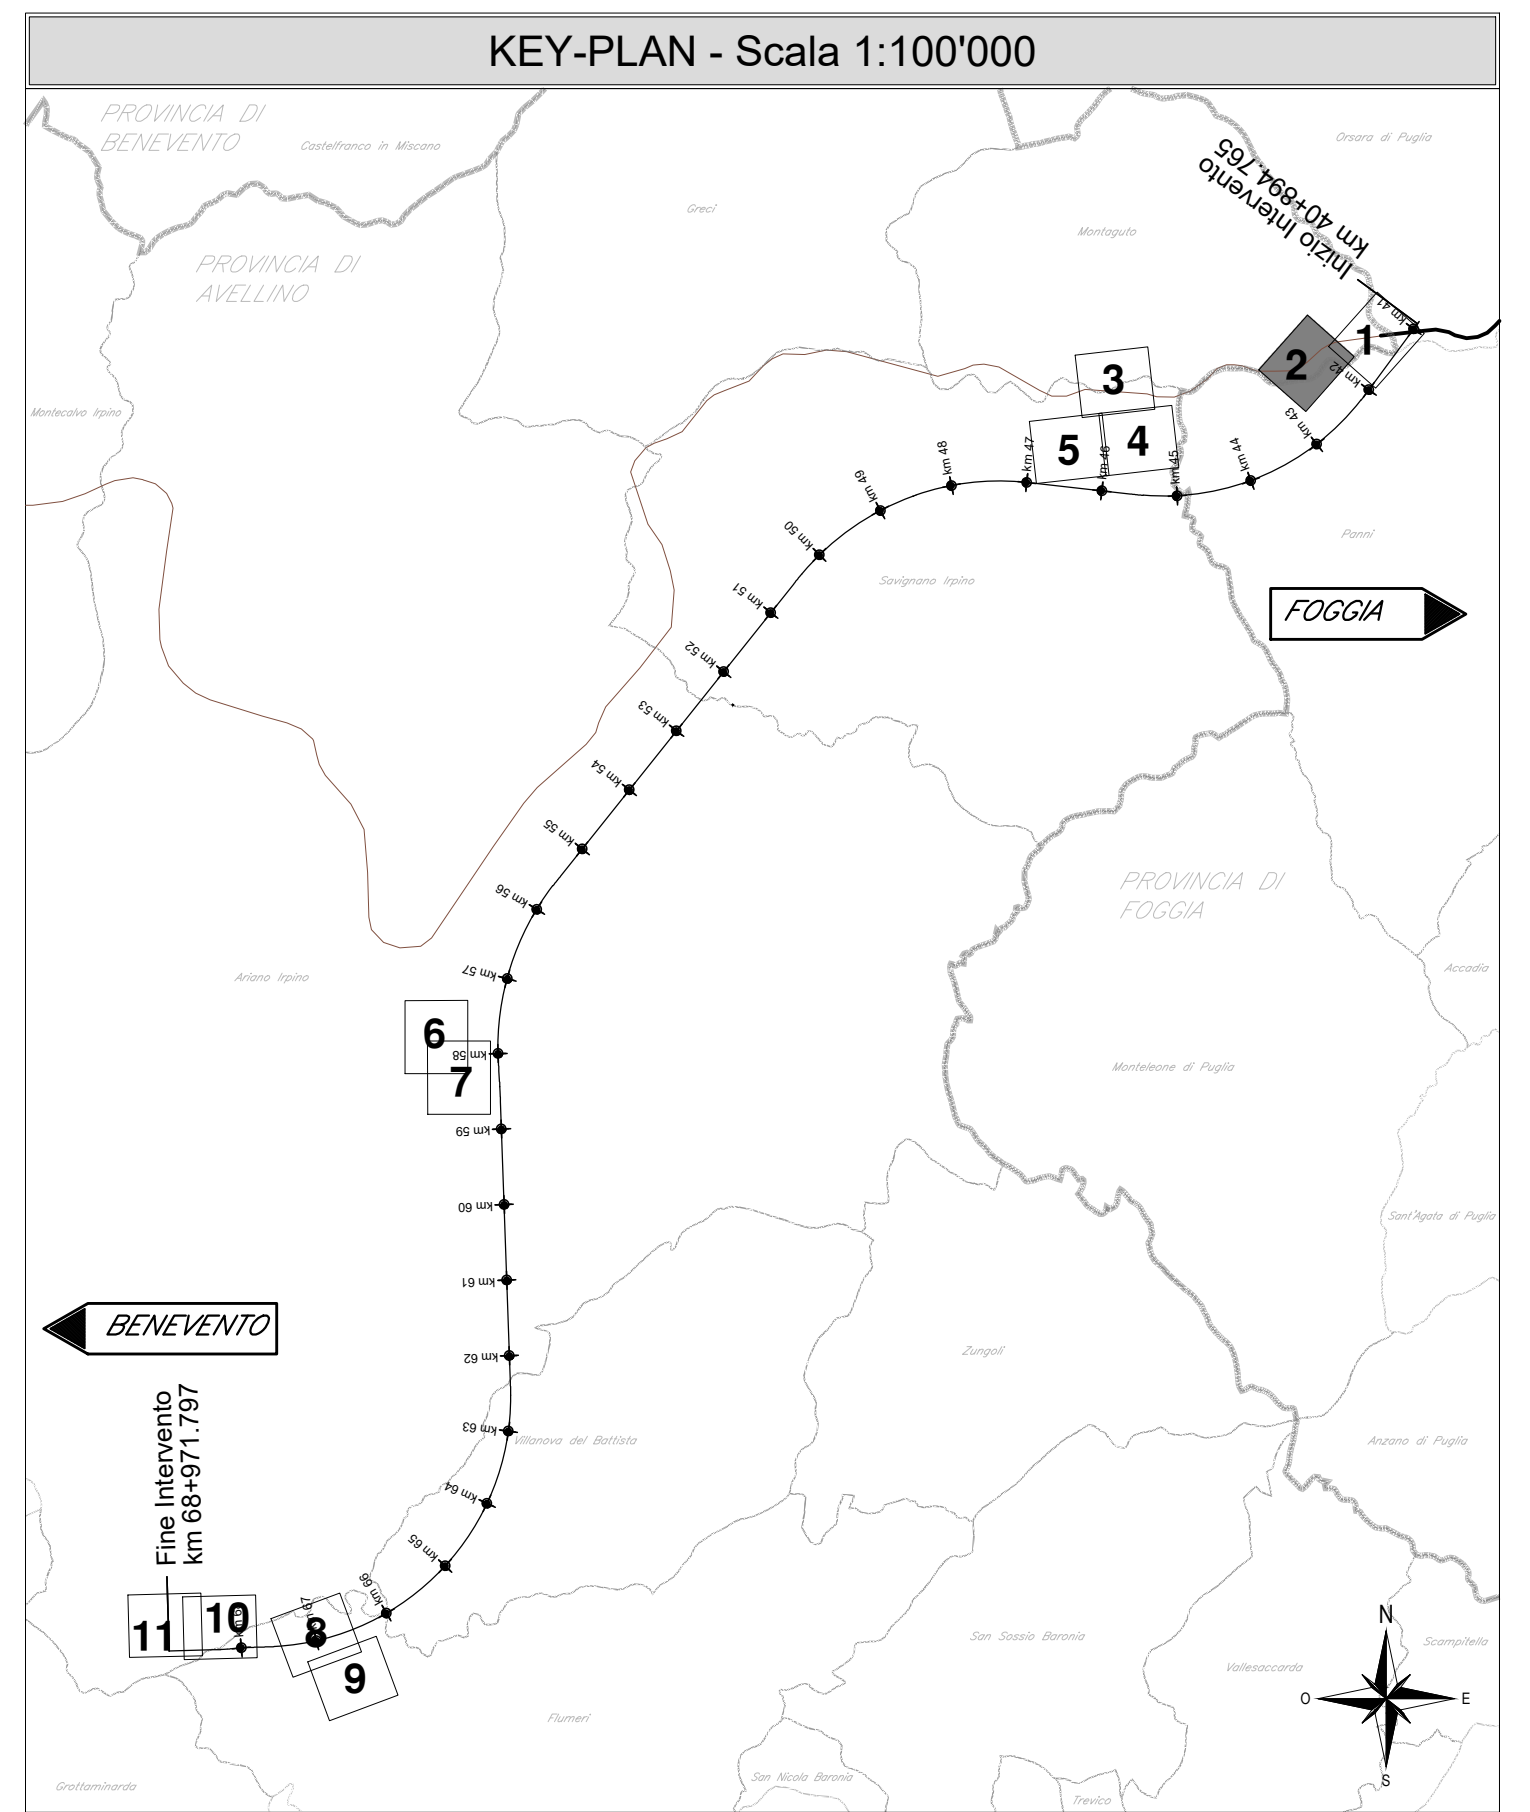 KEY-PLAN - Scala 1:100'000
PROVINCIA DI
BENEVENTO
Castelfranco in Miscano
Orsara di Puglia
Greci
Montaguto
Inizio Intervento
km 40+894.765
PROVINCIA DI
AVELLINO
km 41
1
2
km 42
3
Montecalvo Irpino
km 43
4
5
km 44
km 45
km 46
km 47
km 48
km 49
km 50
Panni
Savignano Irpino
km 51
FOGGIA
km 52
km 53
km 54
km 55
km 56
PROVINCIA DI
FOGGIA
Accadia
Ariano Irpino
km 57
6
km 58
7
Monteleone di Puglia
km 59
km 60
Sant'Agata di Puglia
km 61
BENEVENTO
km 62
Zungoli
Fine Intervento
km 68+971.797
km 63
Villanova del Battista
Anzano di Puglia
km 64
km 65
km 66
67
8
10
11
9
N
O
E
S
San Sossio Baronia
Scampitella
Vallesaccarda
Flumeri
San Nicola Baronia
Grottaminarda
Trevico